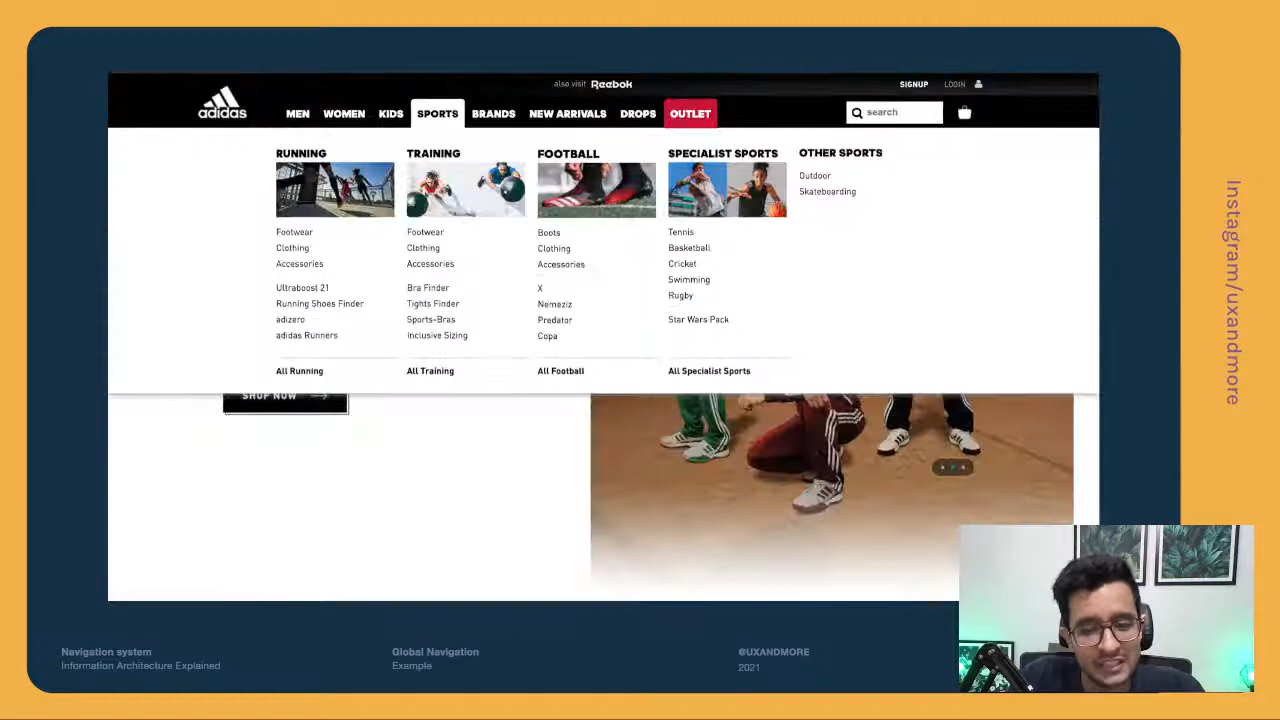 also visit Reebok
SIGNUP LOGIN
adidas
MEN WOMEN KIDS SPORTS BRANDS NEW ARRIVALS DROPS OUTLET
search
RUNNING
Footwear
Clothing
Accessories
Ultraboost 21
Running Shoes Finder
adizero
adidas Runners
All Running
TRAINING
Footwear
Clothing
Accessories
Bra Finder
Tights Finder
Sports-Bras
Inclusive Sizing
All Training
FOOTBALL
Boots
Clothing
Accessories
X
Nemeziz
Predator
Copa
All Football
SPECIALIST SPORTS
Tennis
Basketball
Cricket
Swimming
Rugby
Star Wars Pack
All Specialist Sports
OTHER SPORTS
Outdoor
Skateboarding
SHOP NOW
Instagram/uxandmore
Navigation system
Information Architecture Explained
Global Navigation
Example
@UXANDMORE
2021